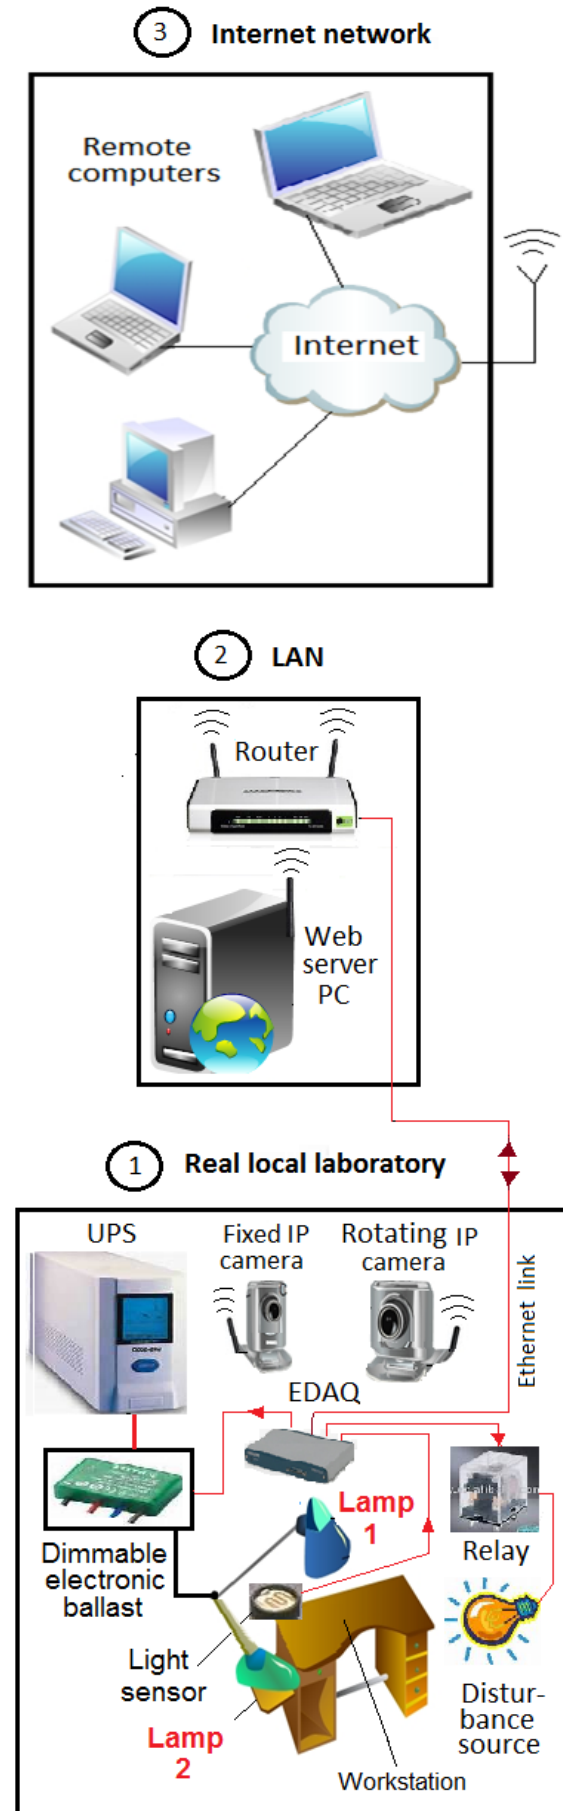 3 Internet network
Remote
computers
Internet
2 LAN
Router
Web
server
PC
1 Real local laboratory
UPS
Fixed IP
camera
Rotating IP
camera
Ethernet link
EDAQ
Lamp
1
Relay
Dimmable
electronic
ballast
Light
sensor
Lamp
2
Distur-
bance
source
Workstation